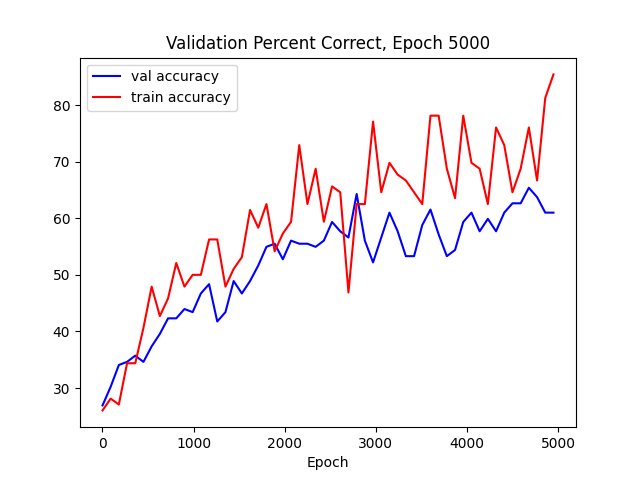 Validation Percent Correct, Epoch 5000
val accuracy
train accuracy
80
70
60
50
40
30
0 1000 2000 3000 4000 5000
Epoch